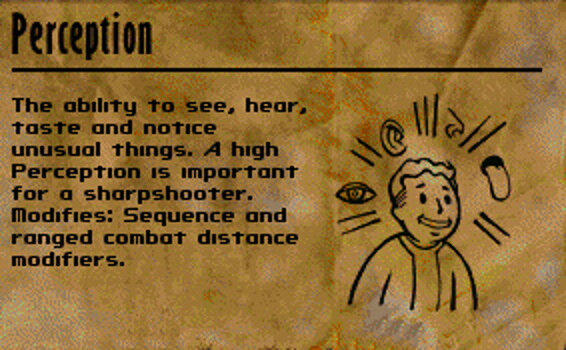 Perception
The ability to see, hear,
taste and notice
unusual things. A high
Perception is important
for a sharpshooter.
Modifies: Sequence and
ranged combat distance
modifiers.